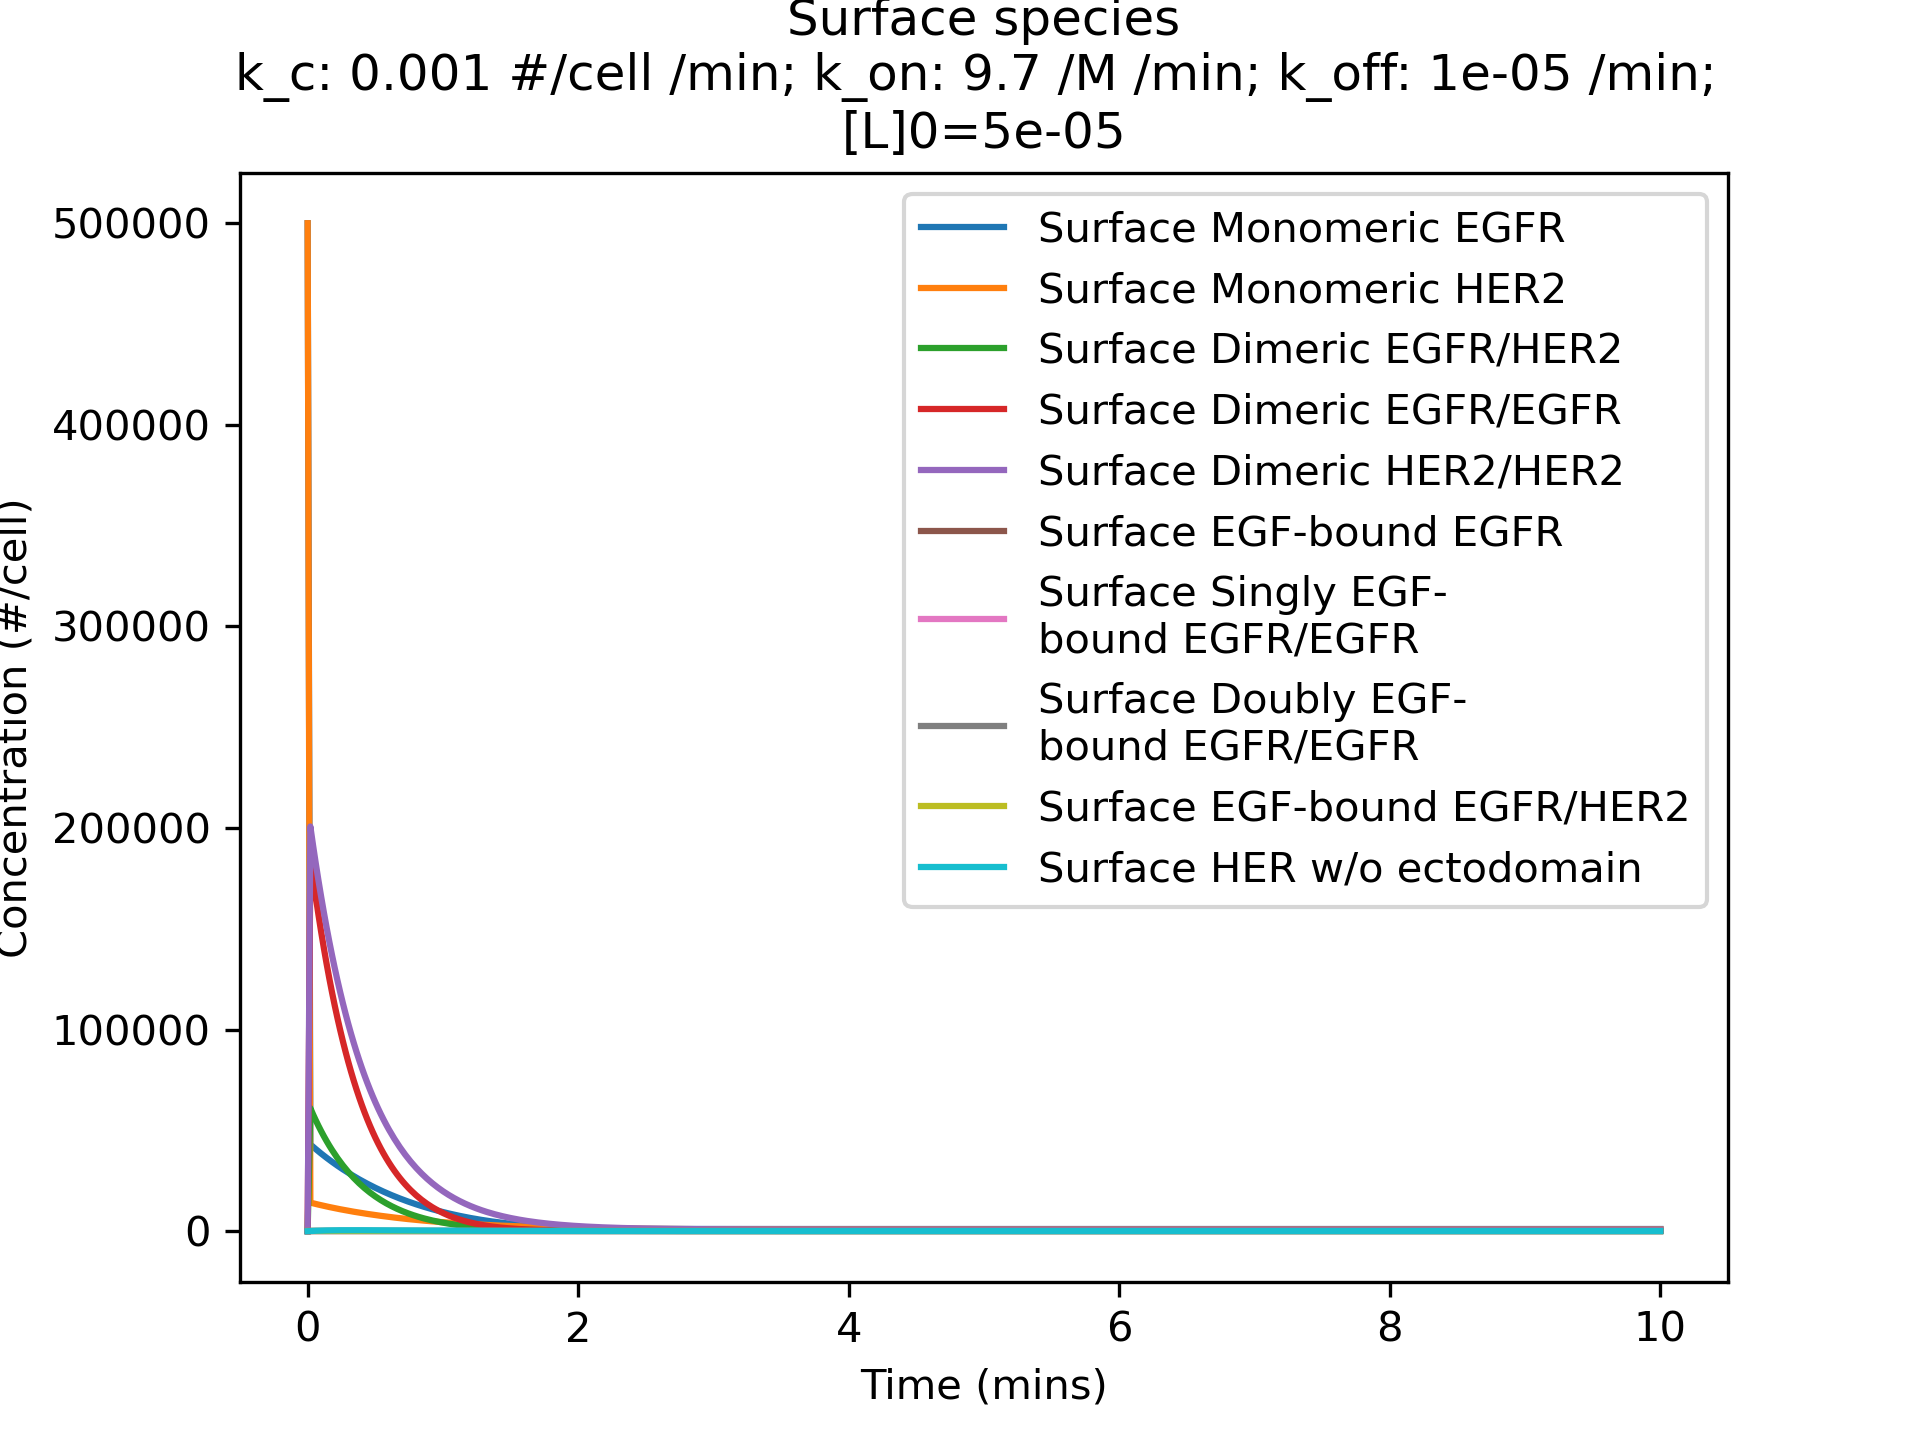 Surface species
k_c: 0.001 #/cell /min; k_on: 9.7 /M /min; k_off: 1e-05 /min;
[L]0=5e-05
500000
400000
300000
200000
100000
0
Concentration (#/cell)
Surface Monomeric EGFR
Surface Monomeric HER2
Surface Dimeric EGFR/HER2
Surface Dimeric EGFR/EGFR
Surface Dimeric HER2/HER2
Surface EGF-bound EGFR
Surface Singly EGF-
bound EGFR/EGFR
Surface Doubly EGF-
bound EGFR/EGFR
Surface EGF-bound EGFR/HER2
Surface HER w/o ectodomain
0 2 4 6 8 10
Time (mins)